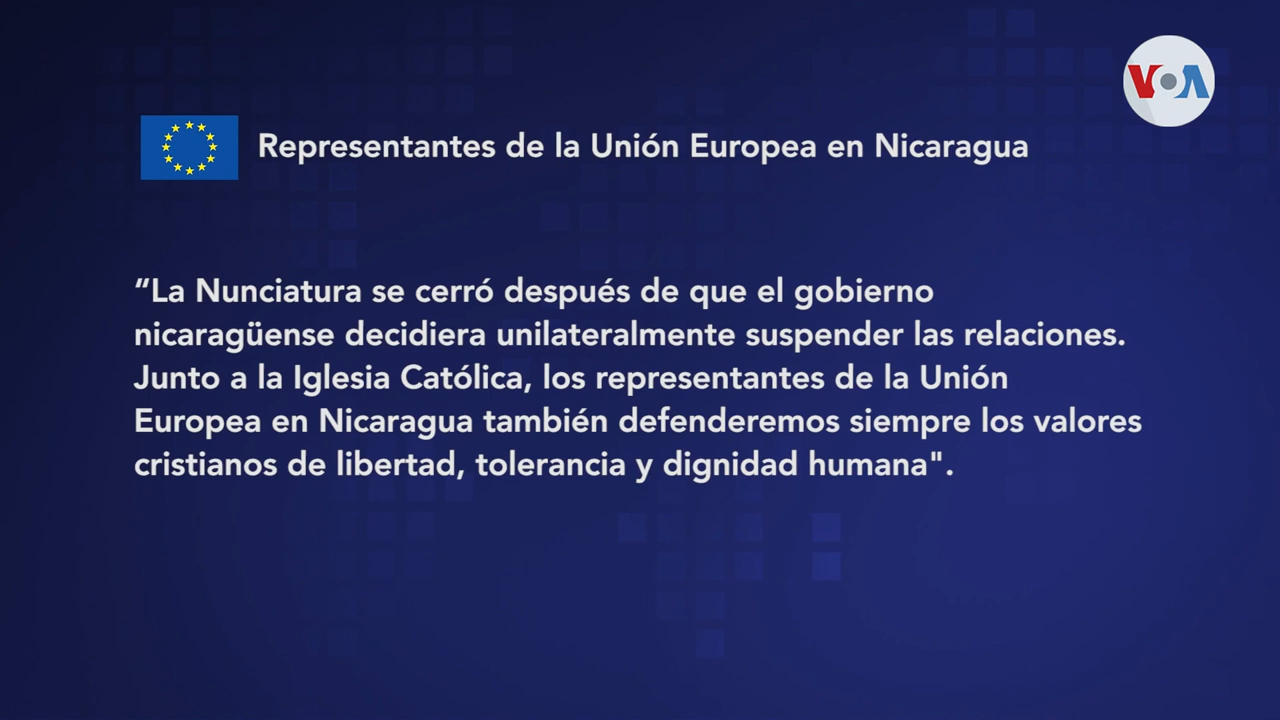 VOA
Representantes de la Unión Europea en Nicaragua
“La Nunciatura se cerró después de que el gobierno
nicaragüense decidiera unilateralmente suspender las relaciones.
Junto a la Iglesia Católica, los representantes de la Unión
Europea en Nicaragua también defenderemos siempre los valores
cristianos de libertad, tolerancia y dignidad humana".